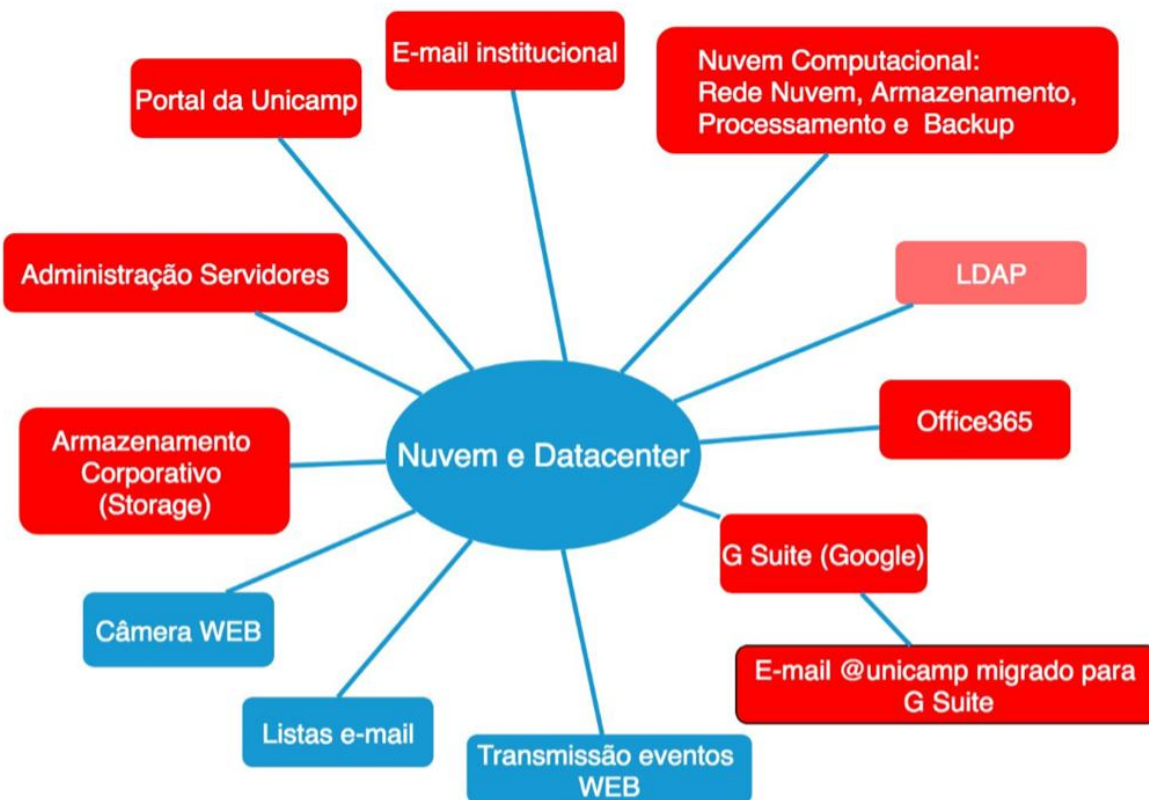 E-mail institucional
Nuvem Computacional:
Rede Nuvem, Armazenamento,
Processamento e Backup
Portal da Unicamp
Administração Servidores
LDAP
Office365
Armazenamento
Corporativo
(Storage)
Nuvem e Datacenter
G Suite (Google)
Câmera WEB
E-mail @unicamp migrado para
G Suite
Listas e-mail
Transmissão eventos
WEB